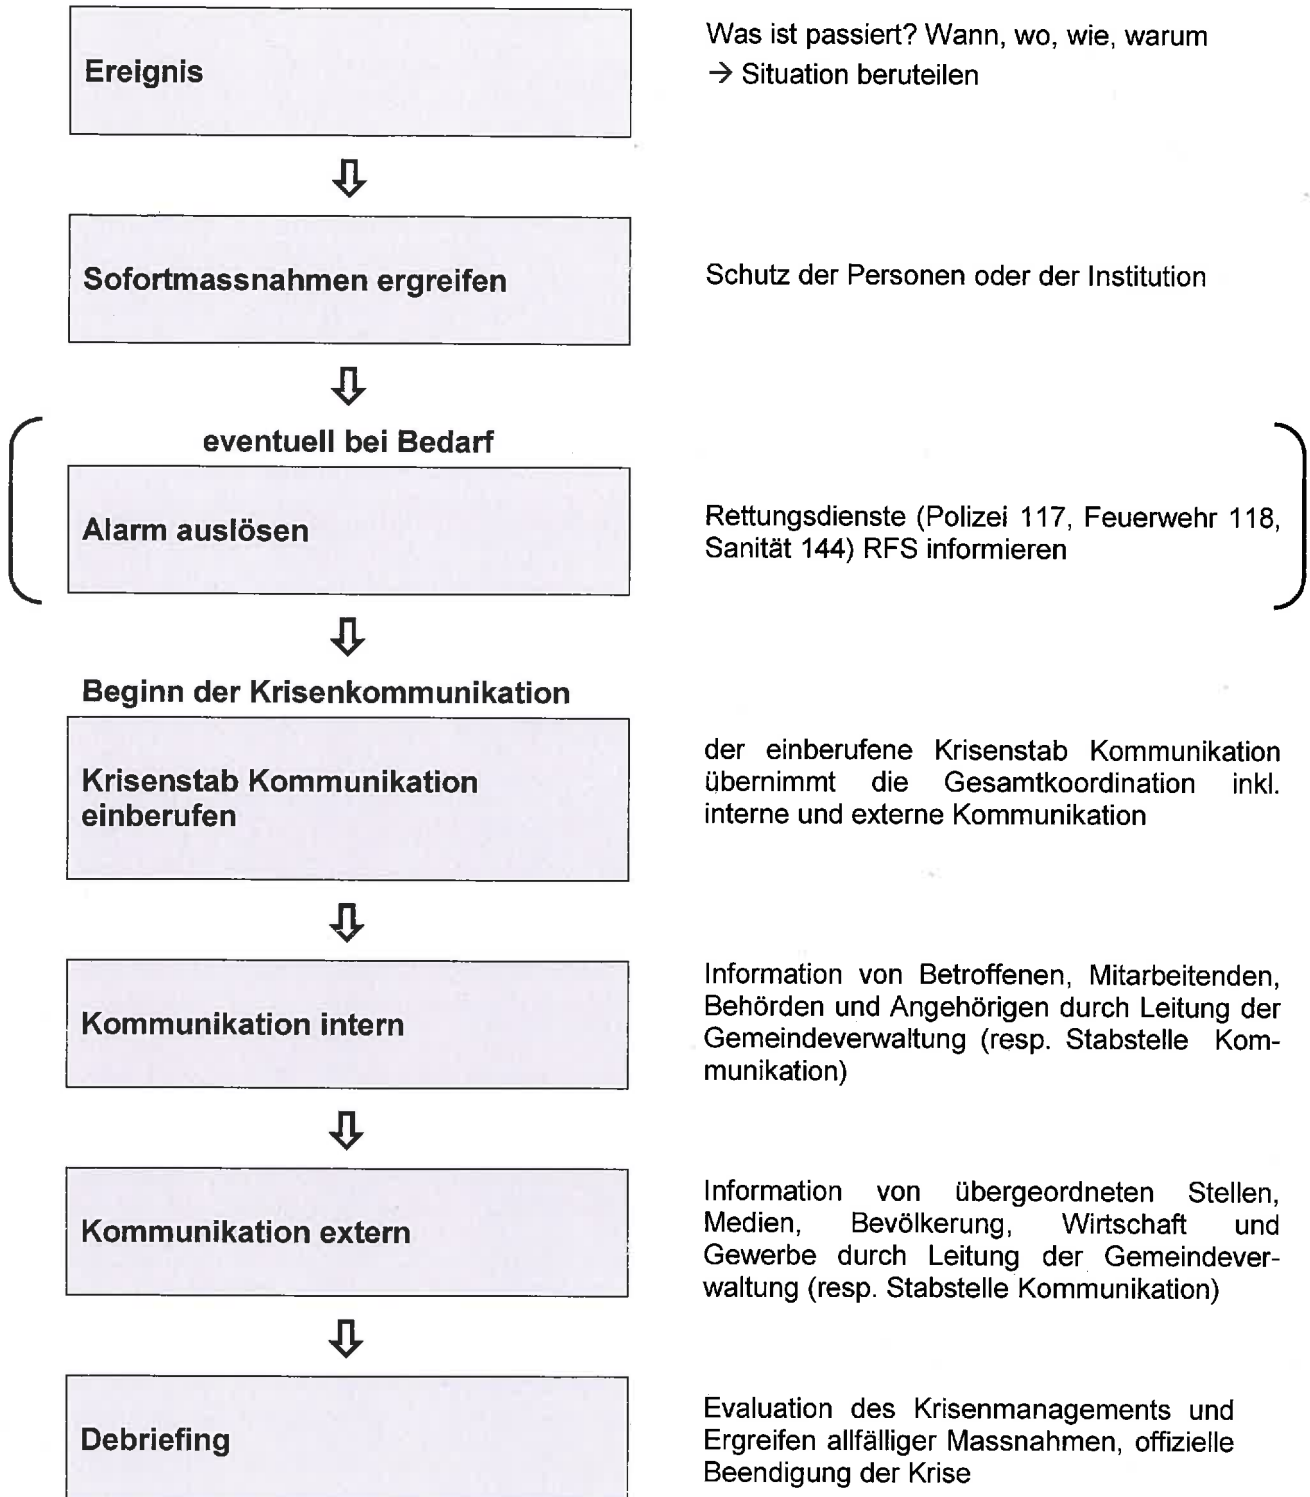 Ereignis
Was ist passiert? Wann, wo, wie, warum
→ Situation beruteilen
Sofortmassnahmen ergreifen
Schutz der Personen oder der Institution
eventuell bei Bedarf
Alarm auslösen
Rettungsdienste (Polizei 117, Feuerwehr 118,
Sanität 144) RFS informieren
Beginn der Krisenkommunikation
Krisenstab Kommunikation
einberufen
der einberufene Krisenstab Kommunikation
übernimmt die Gesamtkoordination inkl.
interne und externe Kommunikation
Kommunikation intern
Information von Betroffenen, Mitarbeitenden,
Behörden und Angehörigen durch Leitung der
Gemeindeverwaltung (resp. Stabstelle Kom-
munikation)
Kommunikation extern
Information von übergeordneten Stellen,
Medien, Bevölkerung, Wirtschaft und
Gewerbe durch Leitung der Gemeindever-
waltung (resp. Stabstelle Kommunikation)
Debriefing
Evaluation des Krisenmanagements und
Ergreifen allfälliger Massnahmen, offizielle
Beendigung der Krise